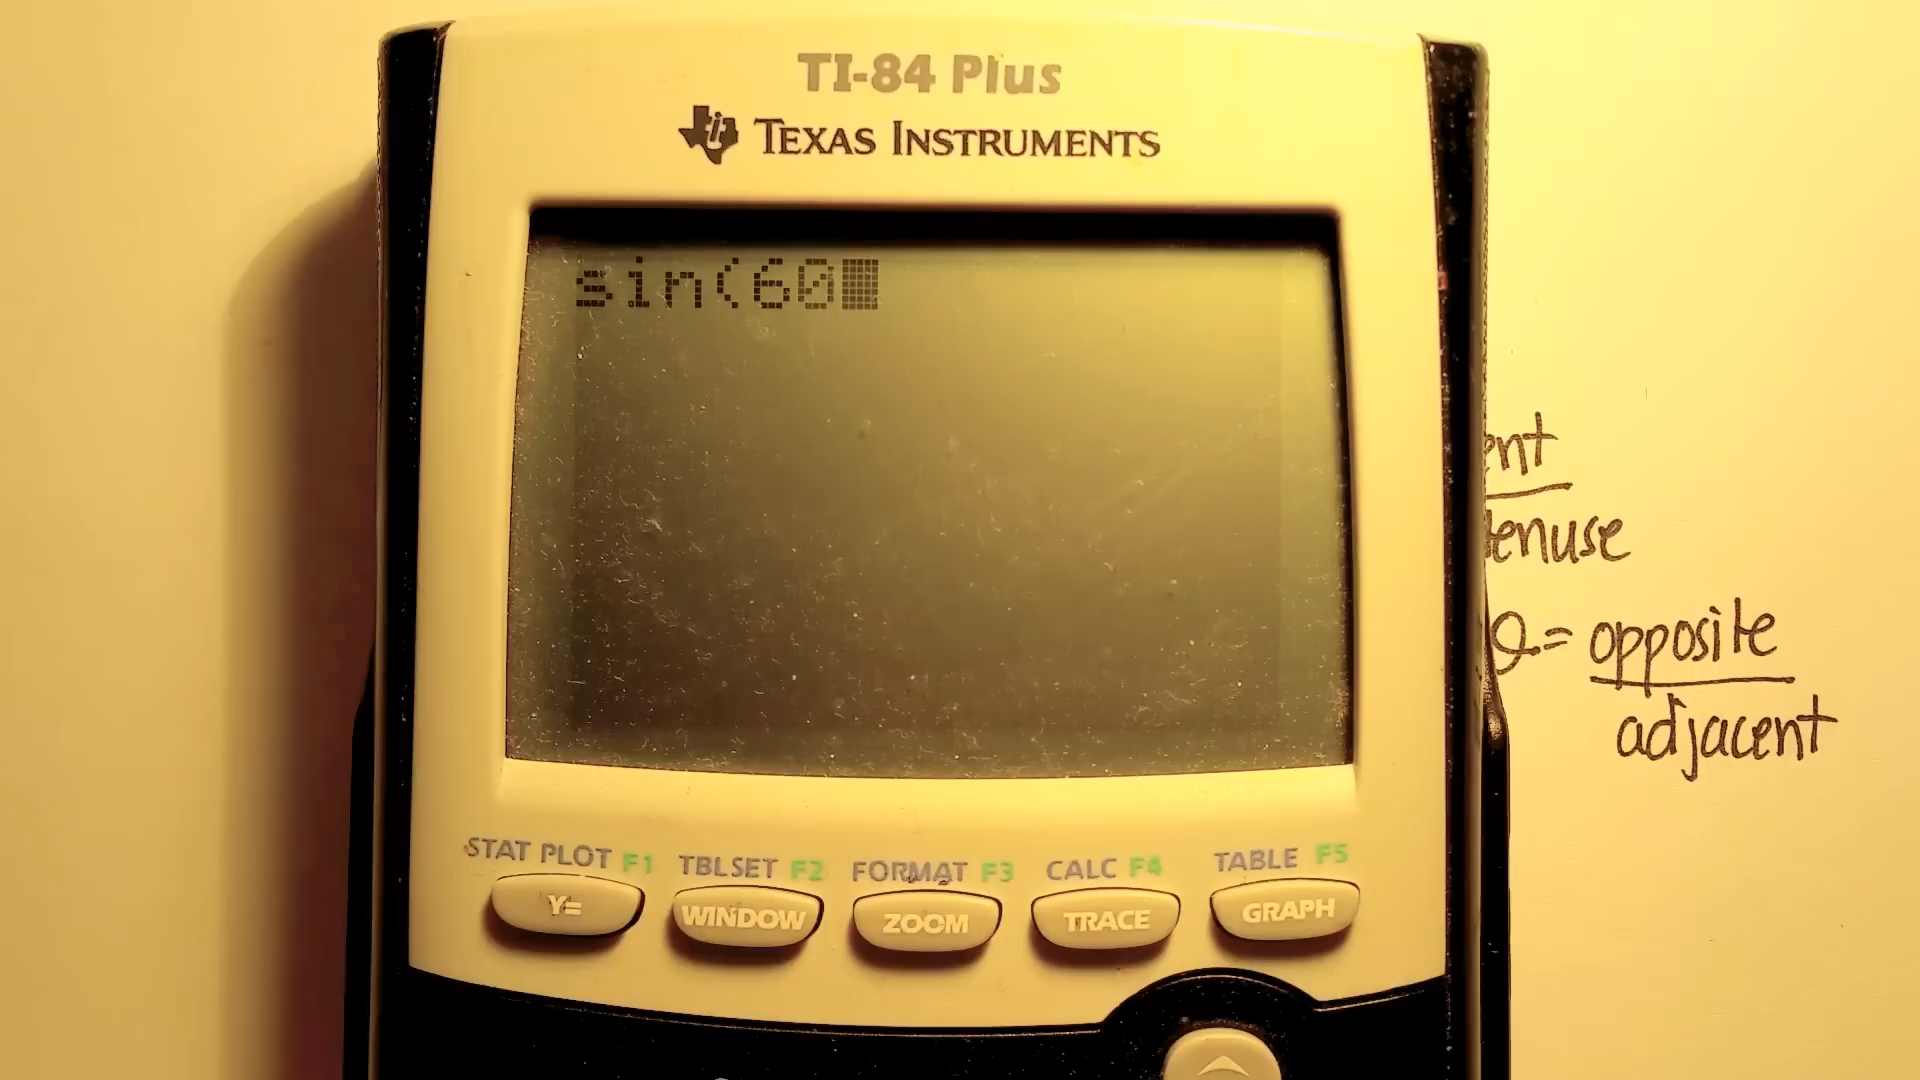 TI-84 Plus
TEXAS INSTRUMENTS
sin(60
STAT PLOT F1 TBLSET F2 FORMAT F3 CALC F4 TABLE F5
Y= WINDOW ZOOM TRACE GRAPH
ent
enuse
θ = opposite
adjacent